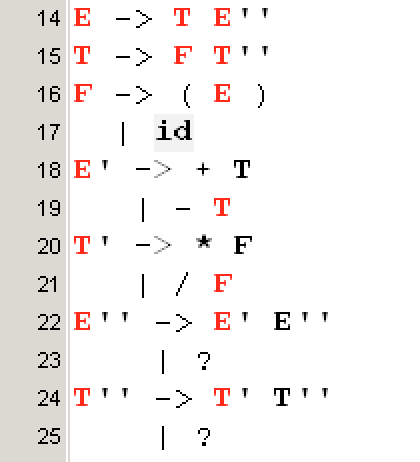 14 E -> T E''
15 T -> F T''
16 F -> ( E )
17 | id
18 E' -> + T
19 | - T
20 T' -> * F
21 | / F
22 E'' -> E' E''
23 | ?
24 T'' -> T' T''
25 | ?